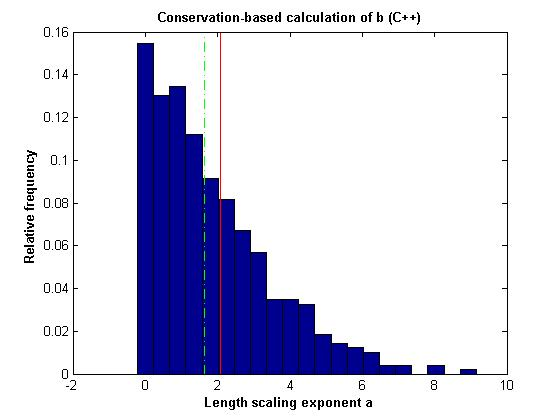 Conservation-based calculation of b (C++)
0.16
0.14
0.12
0.1
0.08
0.06
0.04
0.02
0
Relative frequency
-2 0 2 4 6 8 10
Length scaling exponent a